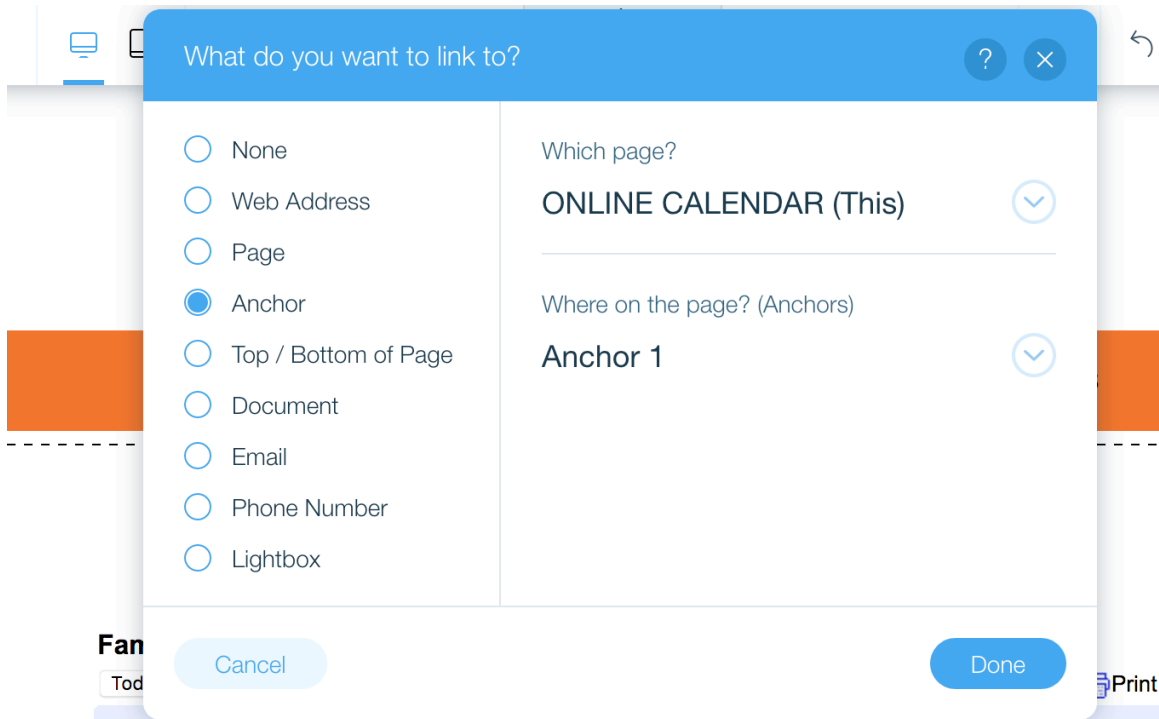 What do you want to link to?
?
None
Web Address
Page
Anchor
Top / Bottom of Page
Document
Email
Phone Number
Lightbox
Which page?
ONLINE CALENDAR (This)
Where on the page? (Anchors)
Anchor 1
Cancel
Done
Fam
Tod
Print